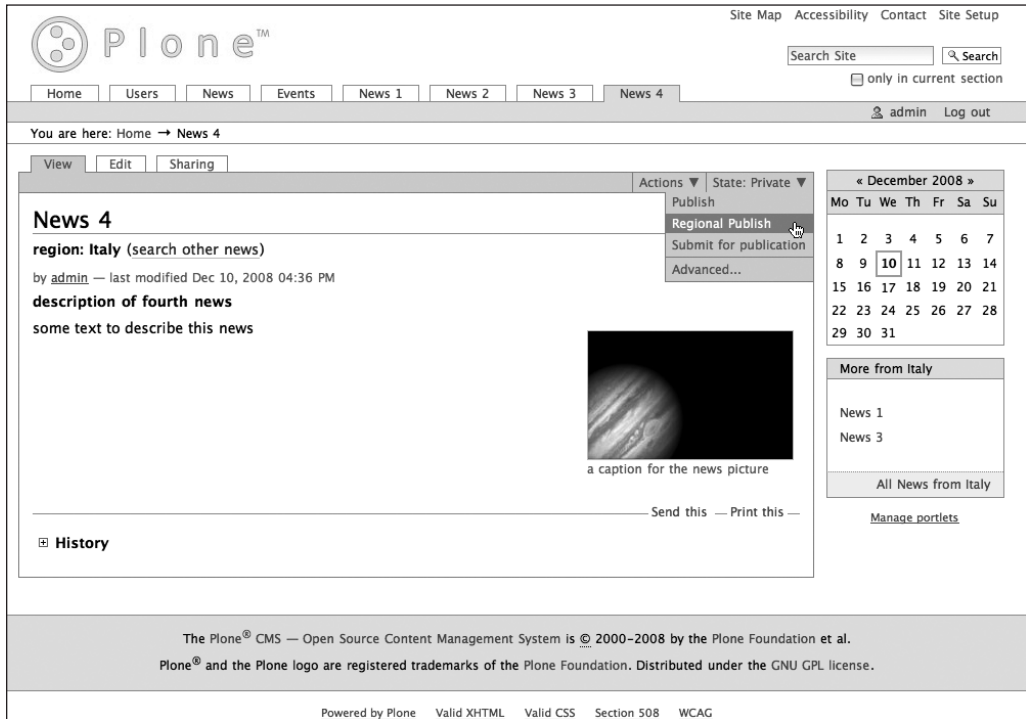 Site Map Accessibility Contact Site Setup
Plone™
Search Site Search
only in current section
Home Users News Events News 1 News 2 News 3 News 4
admin Log out
You are here: Home → News 4
View Edit Sharing
Actions ▼ State: Private ▼
Publish
Regional Publish
Submit for publication
Advanced...
News 4
region: Italy (search other news)
by admin — last modified Dec 10, 2008 04:36 PM
description of fourth news
some text to describe this news
a caption for the news picture
Send this — Print this —
History
« December 2008 »
Mo Tu We Th Fr Sa Su
1 2 3 4 5 6 7
8 9 10 11 12 13 14
15 16 17 18 19 20 21
22 23 24 25 26 27 28
29 30 31
More from Italy
News 1
News 3
All News from Italy
Manage portlets
The Plone® CMS — Open Source Content Management System is © 2000-2008 by the Plone Foundation et al.
Plone® and the Plone logo are registered trademarks of the Plone Foundation. Distributed under the GNU GPL license.
Powered by Plone Valid XHTML Valid CSS Section 508 WCAG